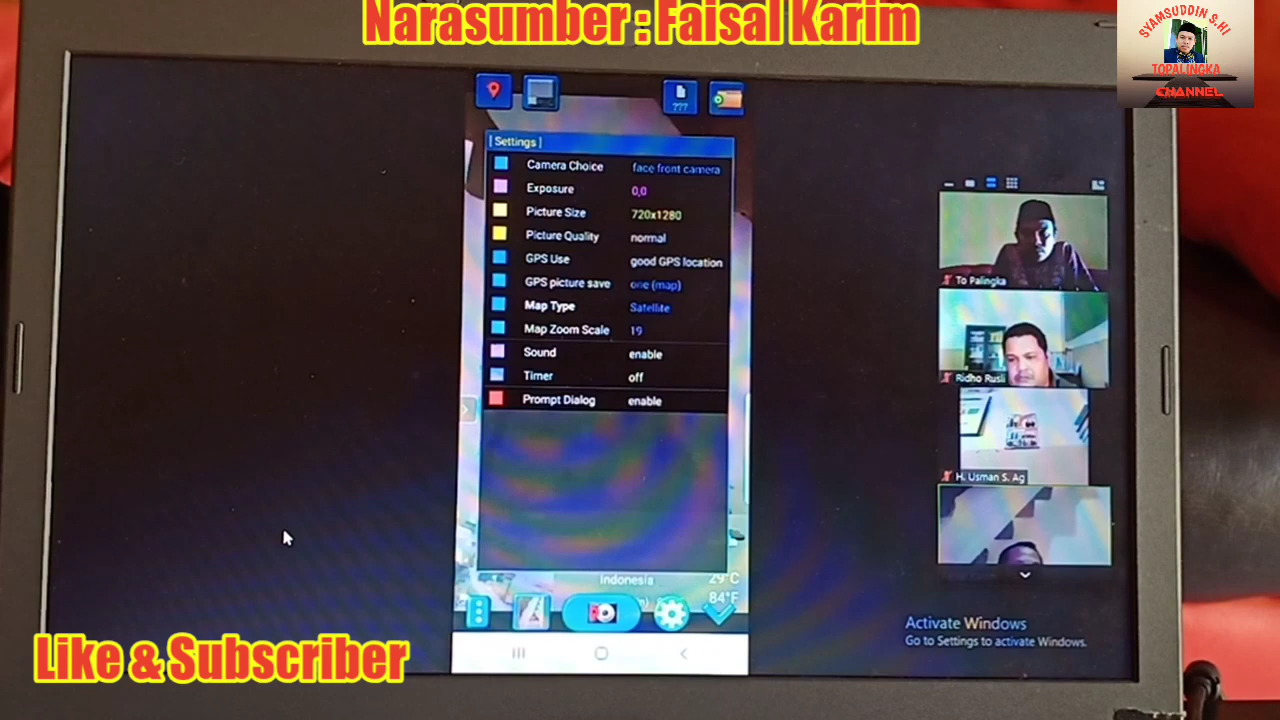 Narasumber : Faisal Karim
SYAMSUDDIN S.HI
TOPALINGKA
CHANNEL
???
[ Settings ]
Camera Choice face front camera
Exposure 0,0
Picture Size 720x1280
Picture Quality normal
GPS Use good GPS location
GPS picture save one (map)
Map Type Satellite
Map Zoom Scale 19
Sound enable
Timer off
Prompt Dialog enable
Indonesia 29°C
84°F
To Palingka
Ridho Rusli
H. Usman S. Ag
Activate Windows
Go to Settings to activate Windows.
Like & Subscriber